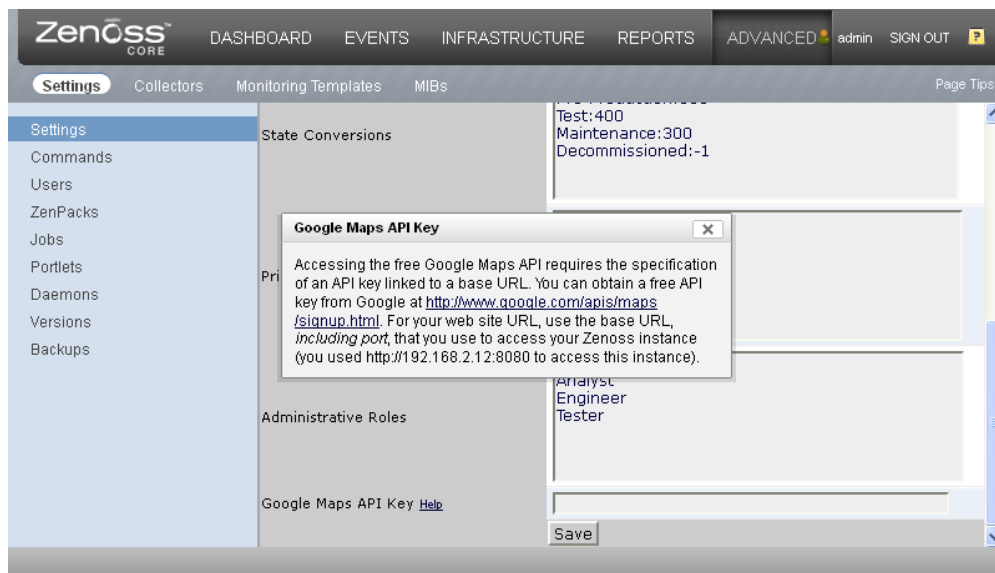 Zenōss™
CORE
DASHBOARD EVENTS INFRASTRUCTURE REPORTS ADVANCED admin SIGN OUT ?
Settings Collectors Monitoring Templates MIBs Page Tips
Settings
Commands
Users
ZenPacks
Jobs
Portlets
Daemons
Versions
Backups
State Conversions
Test:400
Maintenance:300
Decommissioned:-1
Google Maps API Key
Accessing the free Google Maps API requires the specification
of an API key linked to a base URL. You can obtain a free API
key from Google at http://www.google.com/apis/maps
/signup.html. For your web site URL, use the base URL,
including port, that you use to access your Zenoss instance
(you used http://192.168.2.12:8080 to access this instance).
Pri
Analyst
Engineer
Tester
Administrative Roles
Google Maps API Key Help
Save